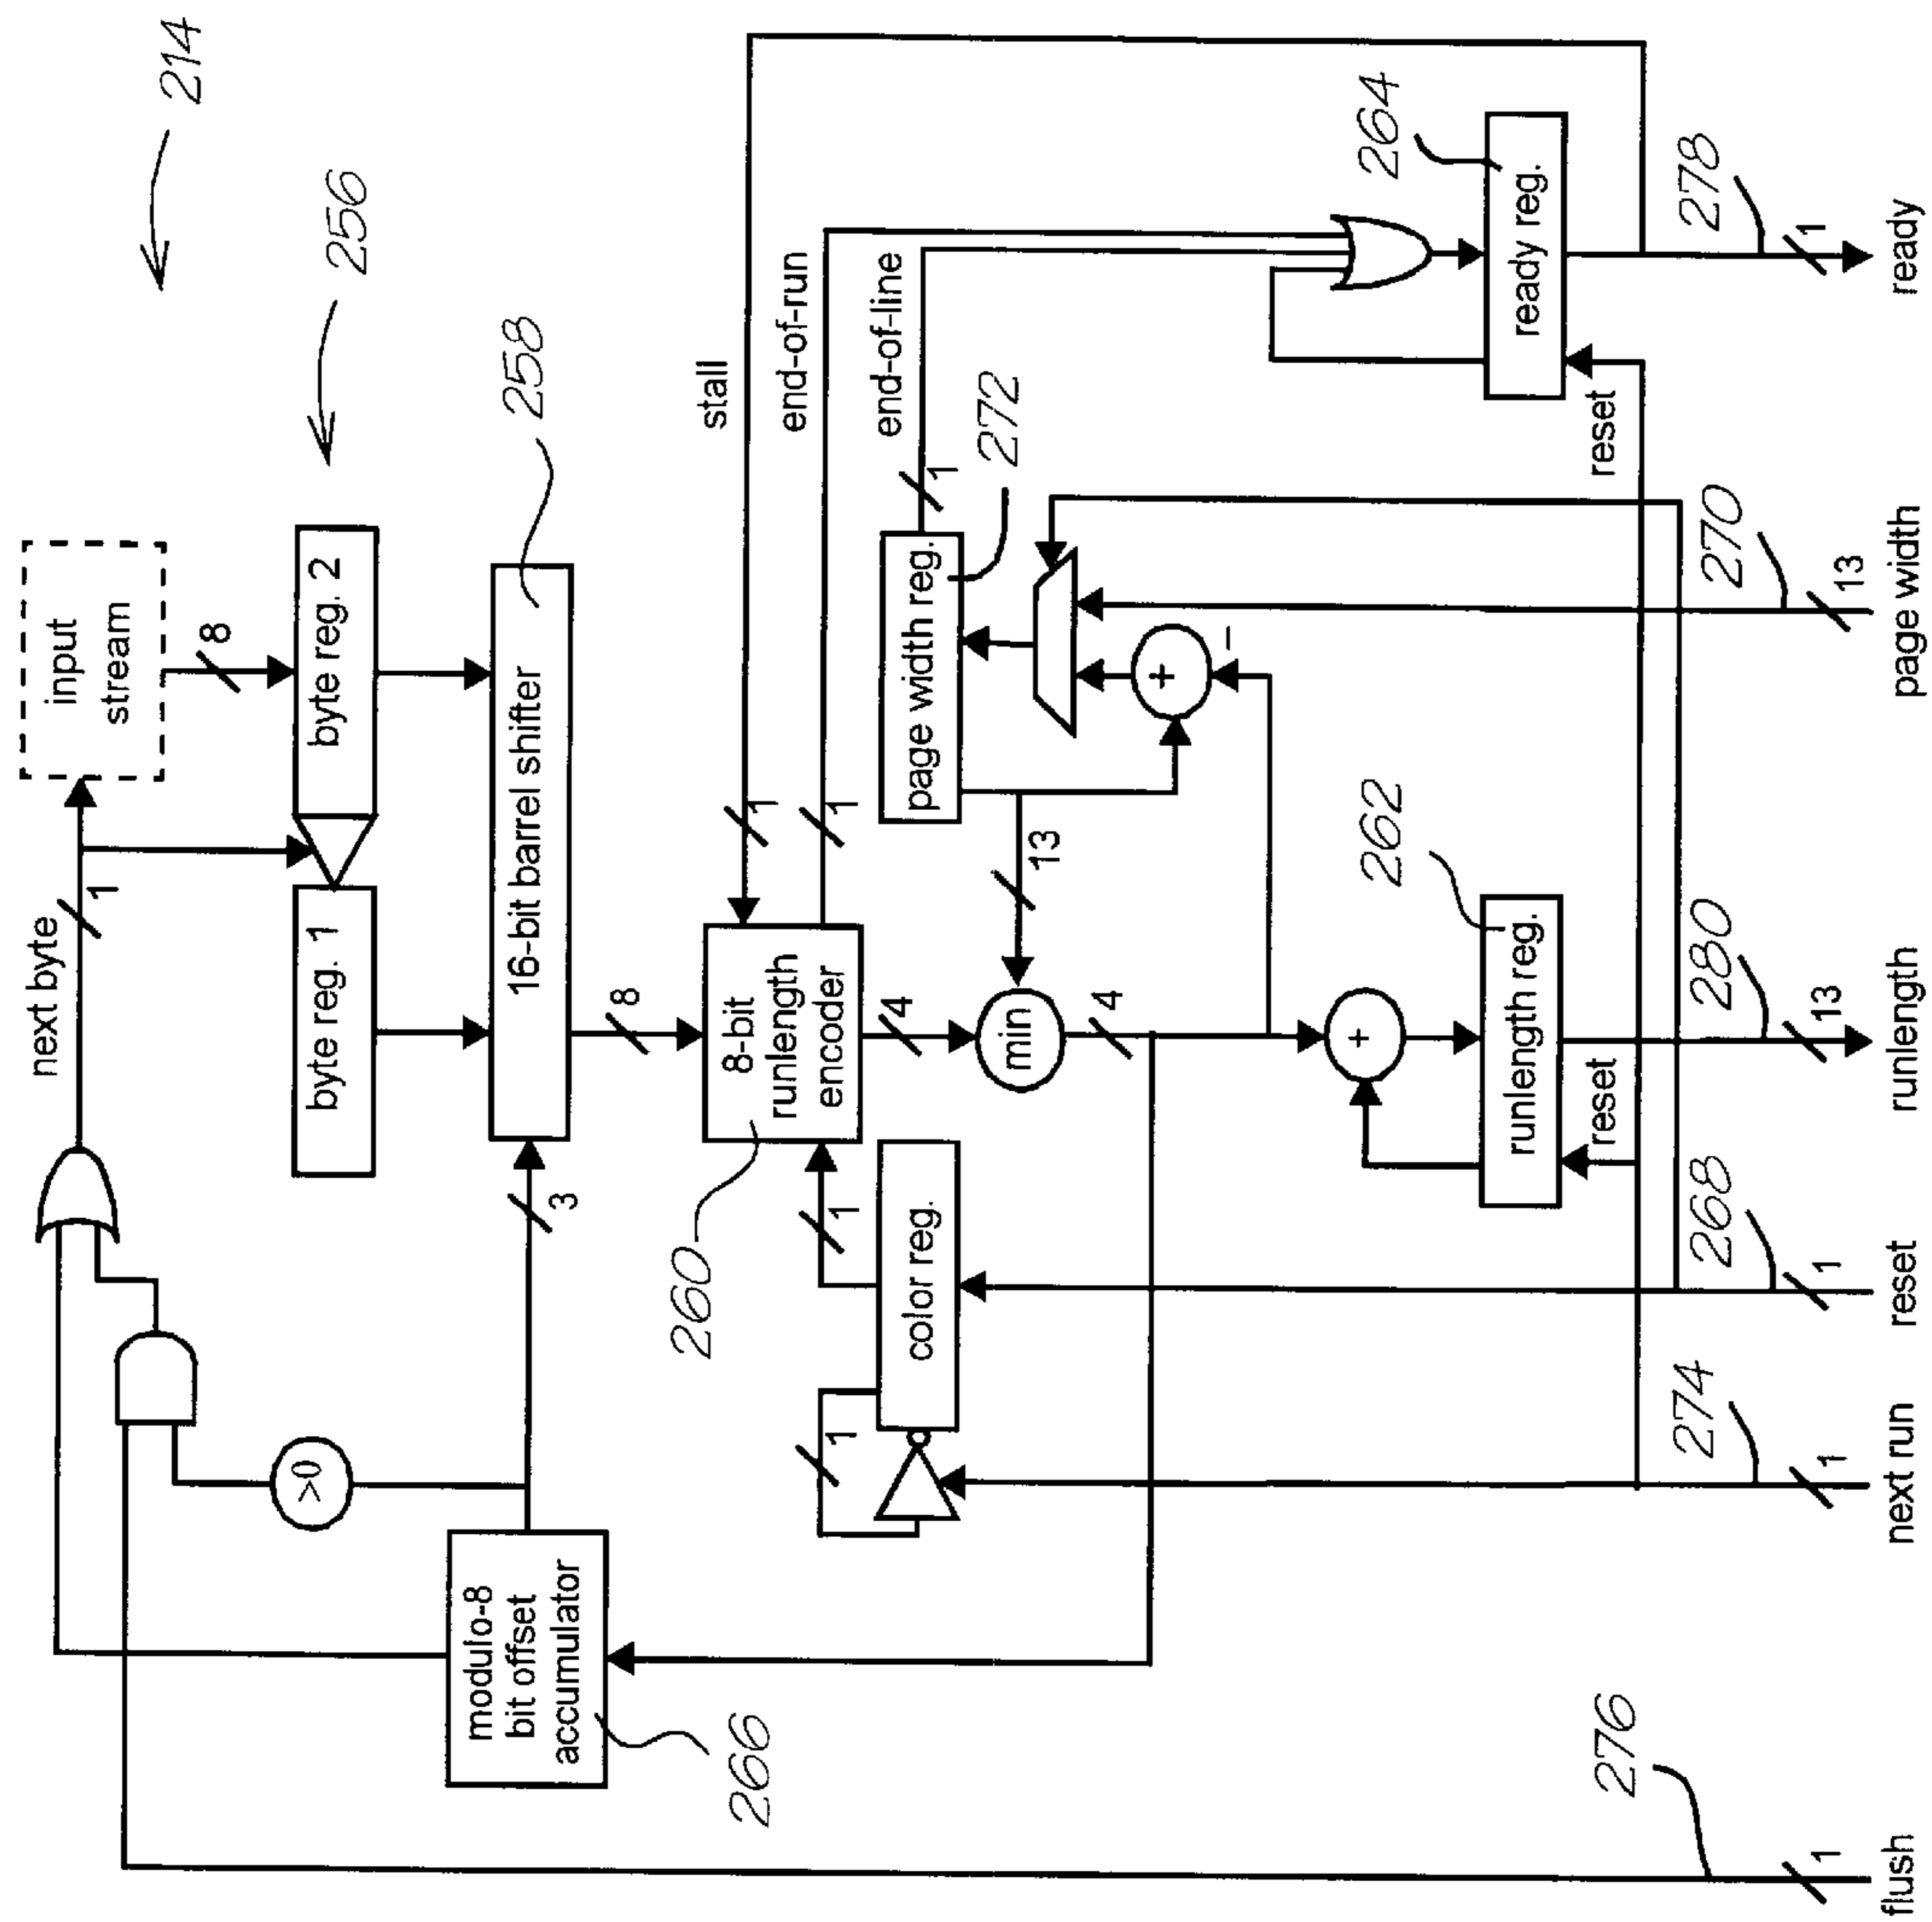 214
256
input
stream
next byte
1
8
byte reg. 1
byte reg. 2
16-bit barrel shifter
258
3
8
>0
modulo-8
bit offset
accumulator
266
stall
1
end-of-run
1
end-of-line
1
8-bit
runlength
encoder
260
4
min
4
13
page width reg.
272
+
−
color reg.
1
1
+
runlength reg.
262
reset
ready reg.
264
reset
276
1
flush
274
1
next run
268
1
reset
280
13
runlength
270
13
page width
278
1
ready